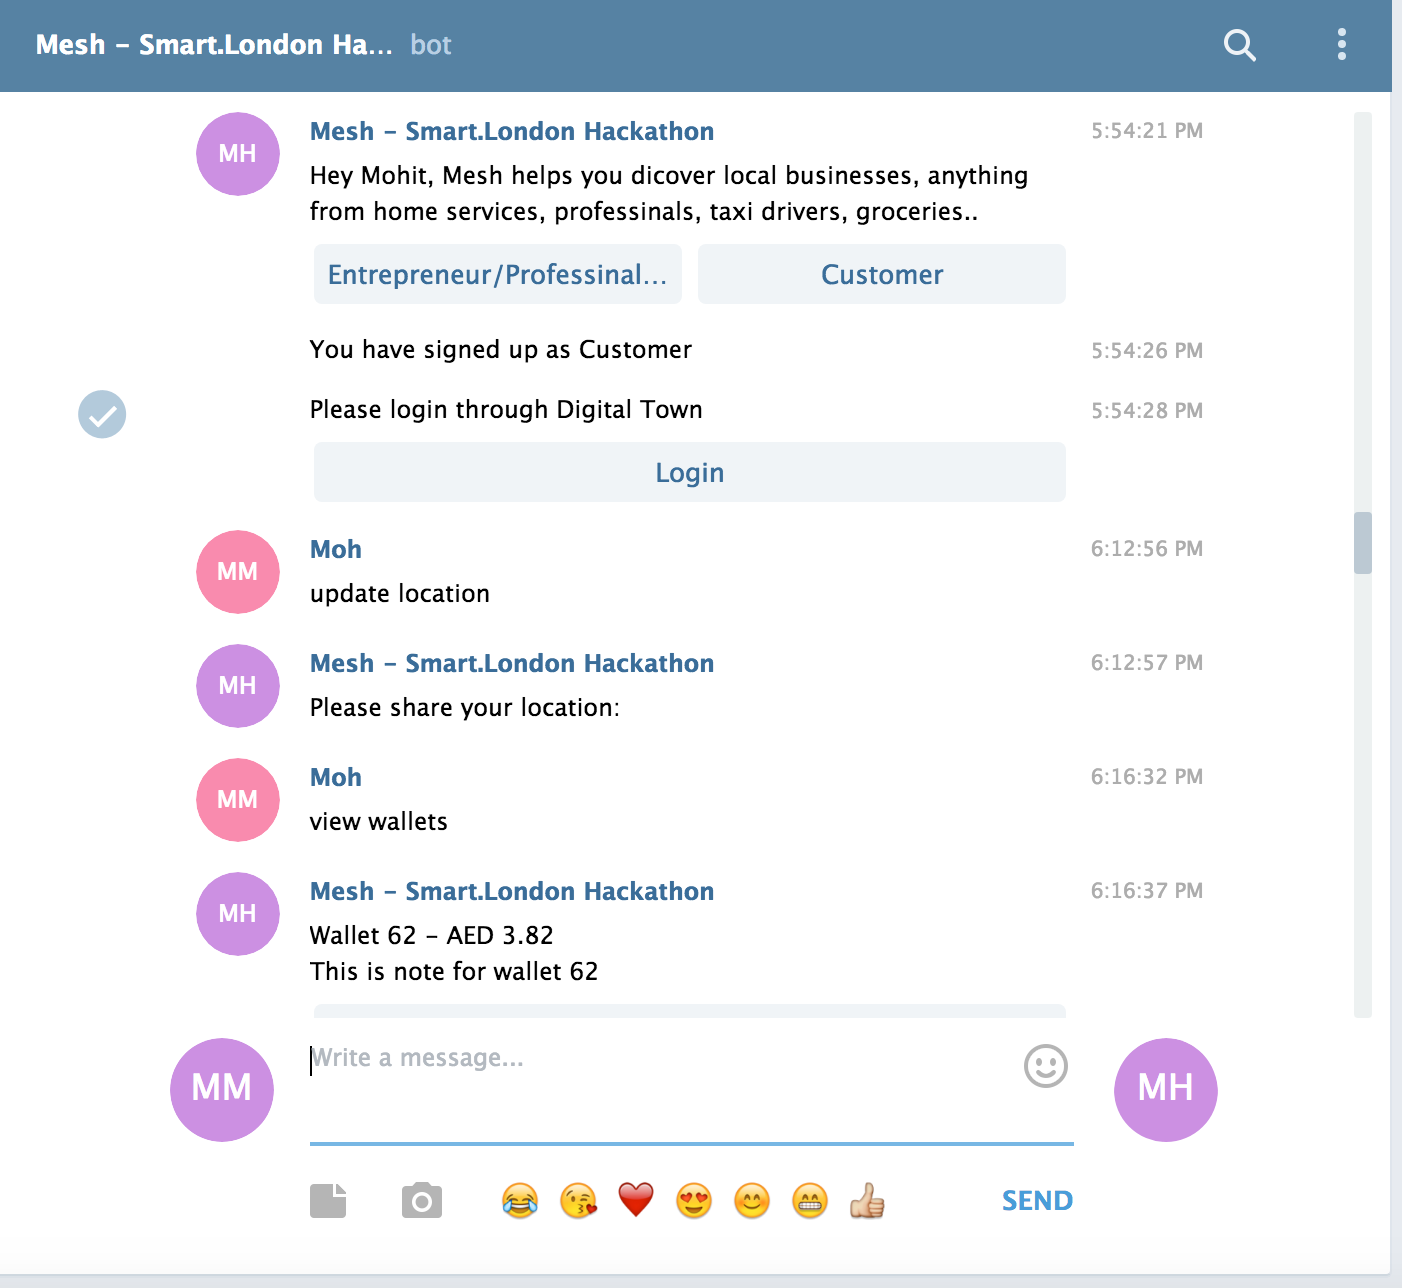 Mesh – Smart.London Ha... bot
MH
Mesh – Smart.London Hackathon 5:54:21 PM
Hey Mohit, Mesh helps you dicover local businesses, anything
from home services, professinals, taxi drivers, groceries..
Entrepreneur/Professinal... Customer
You have signed up as Customer 5:54:26 PM
Please login through Digital Town 5:54:28 PM
Login
MM
Moh 6:12:56 PM
update location
MH
Mesh – Smart.London Hackathon 6:12:57 PM
Please share your location:
MM
Moh 6:16:32 PM
view wallets
MH
Mesh – Smart.London Hackathon 6:16:37 PM
Wallet 62 – AED 3.82
This is note for wallet 62
MM
Write a message...
MH
SEND